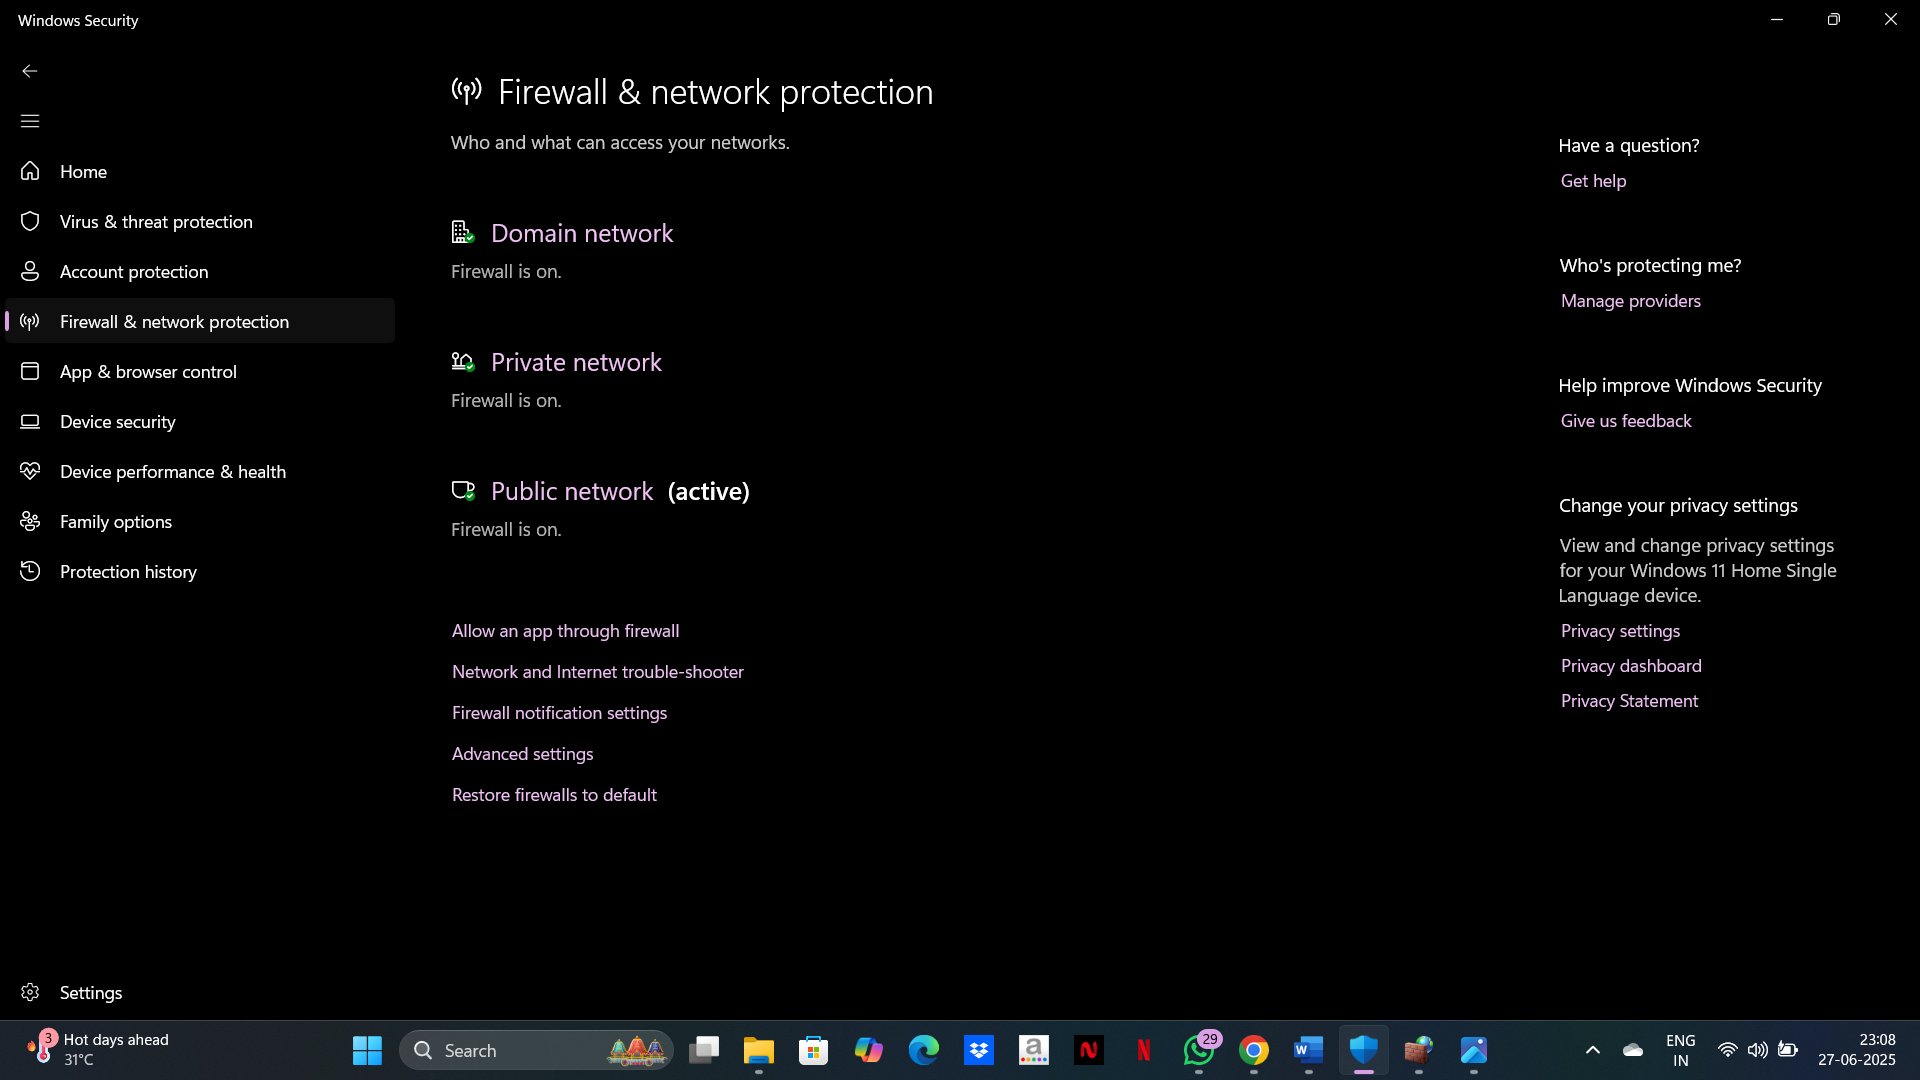 Windows Security
Home
Virus & threat protection
Account protection
Firewall & network protection
App & browser control
Device security
Device performance & health
Family options
Protection history
Settings
Firewall & network protection
Who and what can access your networks.
Domain network
Firewall is on.
Private network
Firewall is on.
Public network (active)
Firewall is on.
Allow an app through firewall
Network and Internet trouble-shooter
Firewall notification settings
Advanced settings
Restore firewalls to default
Have a question?
Get help
Who's protecting me?
Manage providers
Help improve Windows Security
Give us feedback
Change your privacy settings
View and change privacy settings
for your Windows 11 Home Single
Language device.
Privacy settings
Privacy dashboard
Privacy Statement
3
Hot days ahead
31°C
Search
a
N
N
29
W
ENG
IN
23:08
27-06-2025